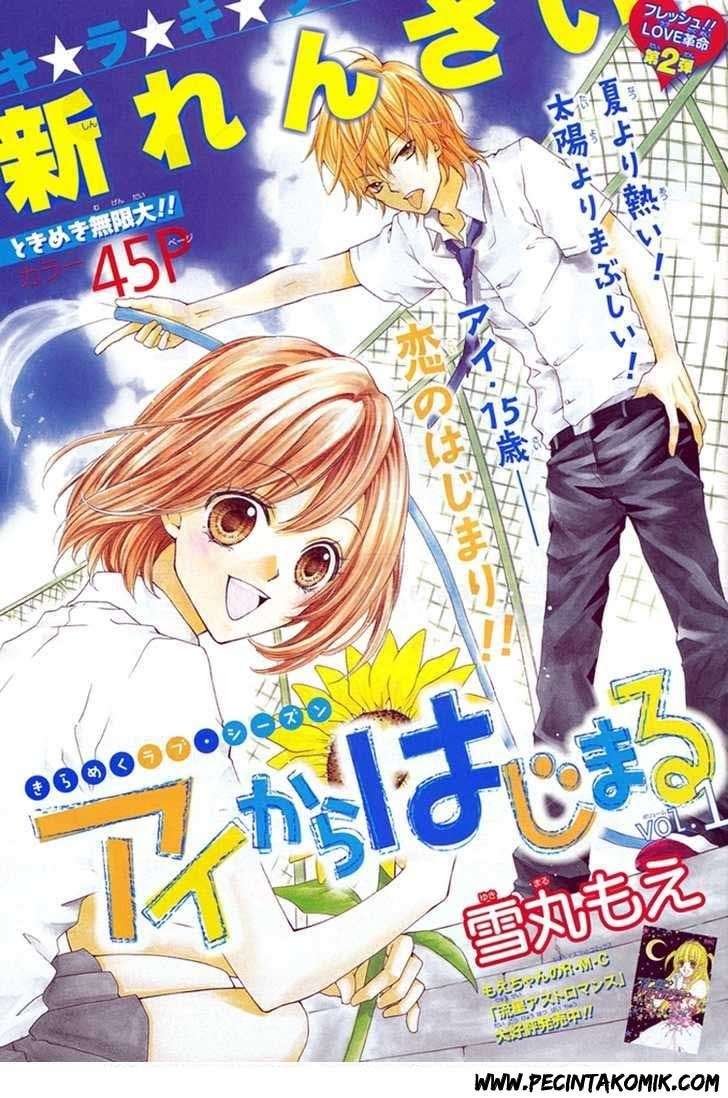 キ★ラ★キ
フレッシュ!!
LOVE革命
第2弾
新れんさい
ときめき無限大!!
カラー45P
夏より熱い!
太陽よりまぶしい!
アイ・15歳――
恋のはじまり!!
きらめくラブ・シーズン
アイからはじまる
vol.1
雪丸もえ
もえちゃんのR・M・C
「流星アストロマンス」
大好評発売中!!
WWW.PECINTAKOMIK.COM